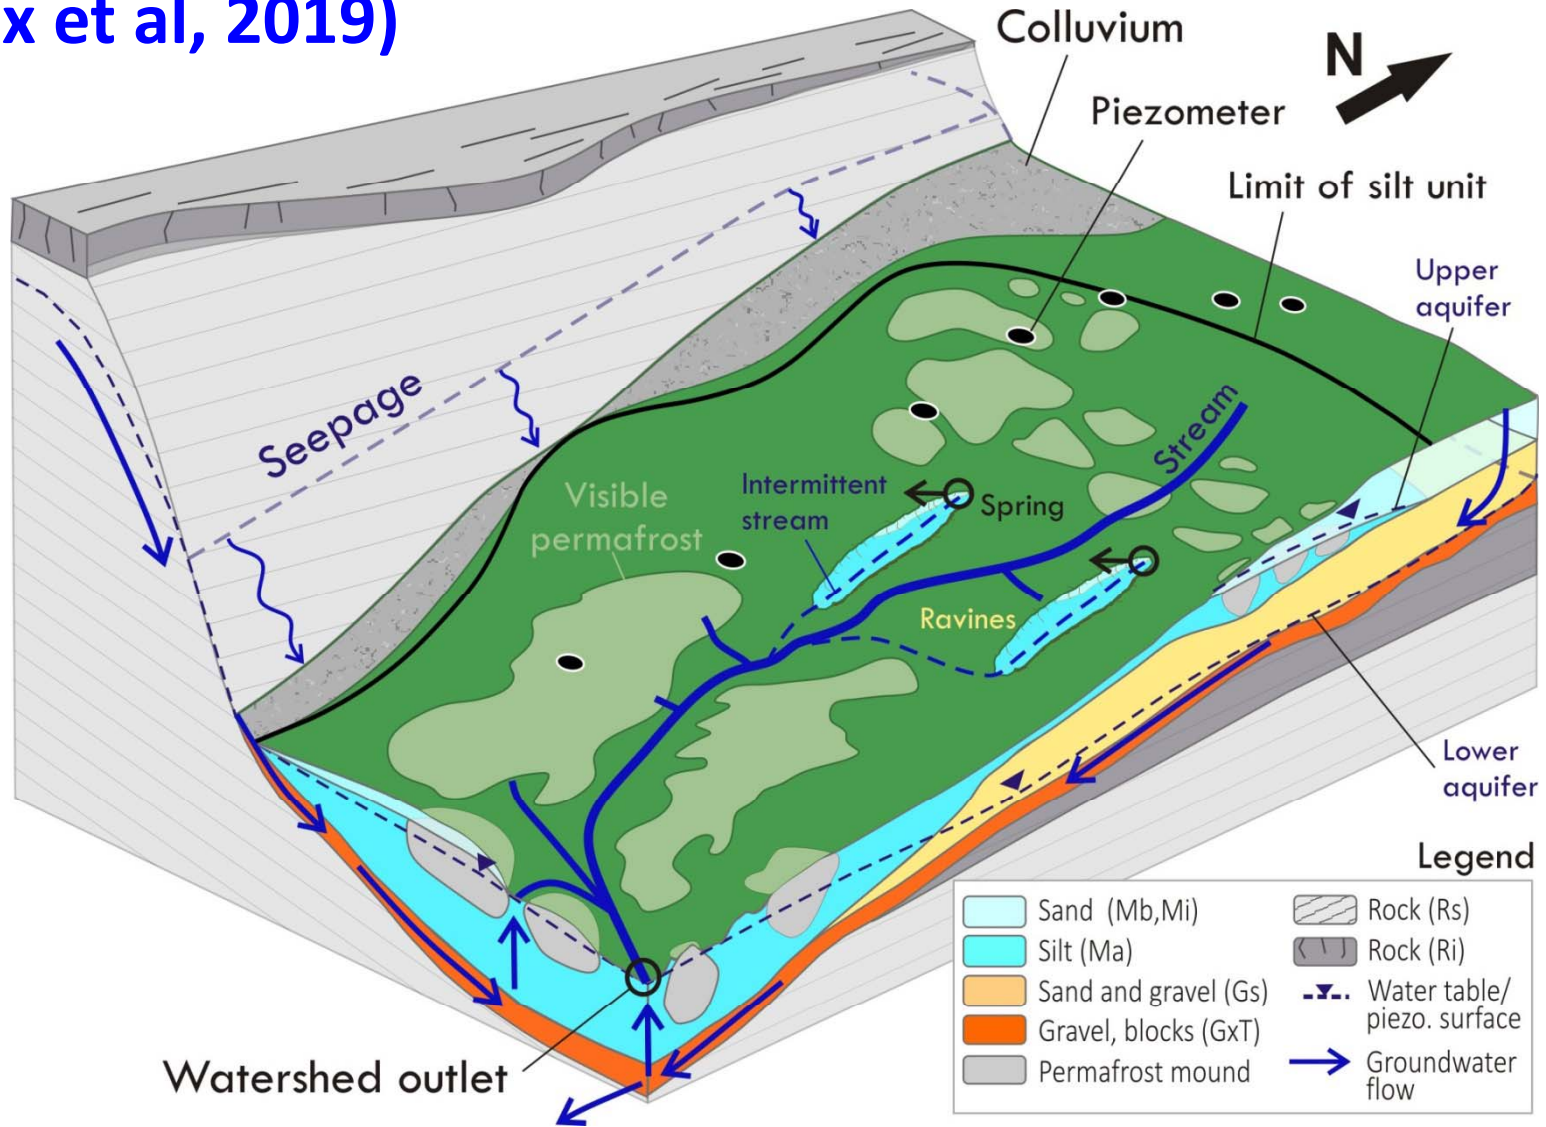 x et al, 2019)
Colluvium
N
Piezometer
Limit of silt unit
Upper
aquifer
Seepage
Stream
Visible
permafrost
Intermittent
stream
Spring
Ravines
Lower
aquifer
Watershed outlet
Legend
Sand (Mb,Mi)
Silt (Ma)
Sand and gravel (Gs)
Gravel, blocks (GxT)
Permafrost mound
Rock (Rs)
Rock (Ri)
Water table/
piezo. surface
Groundwater
flow